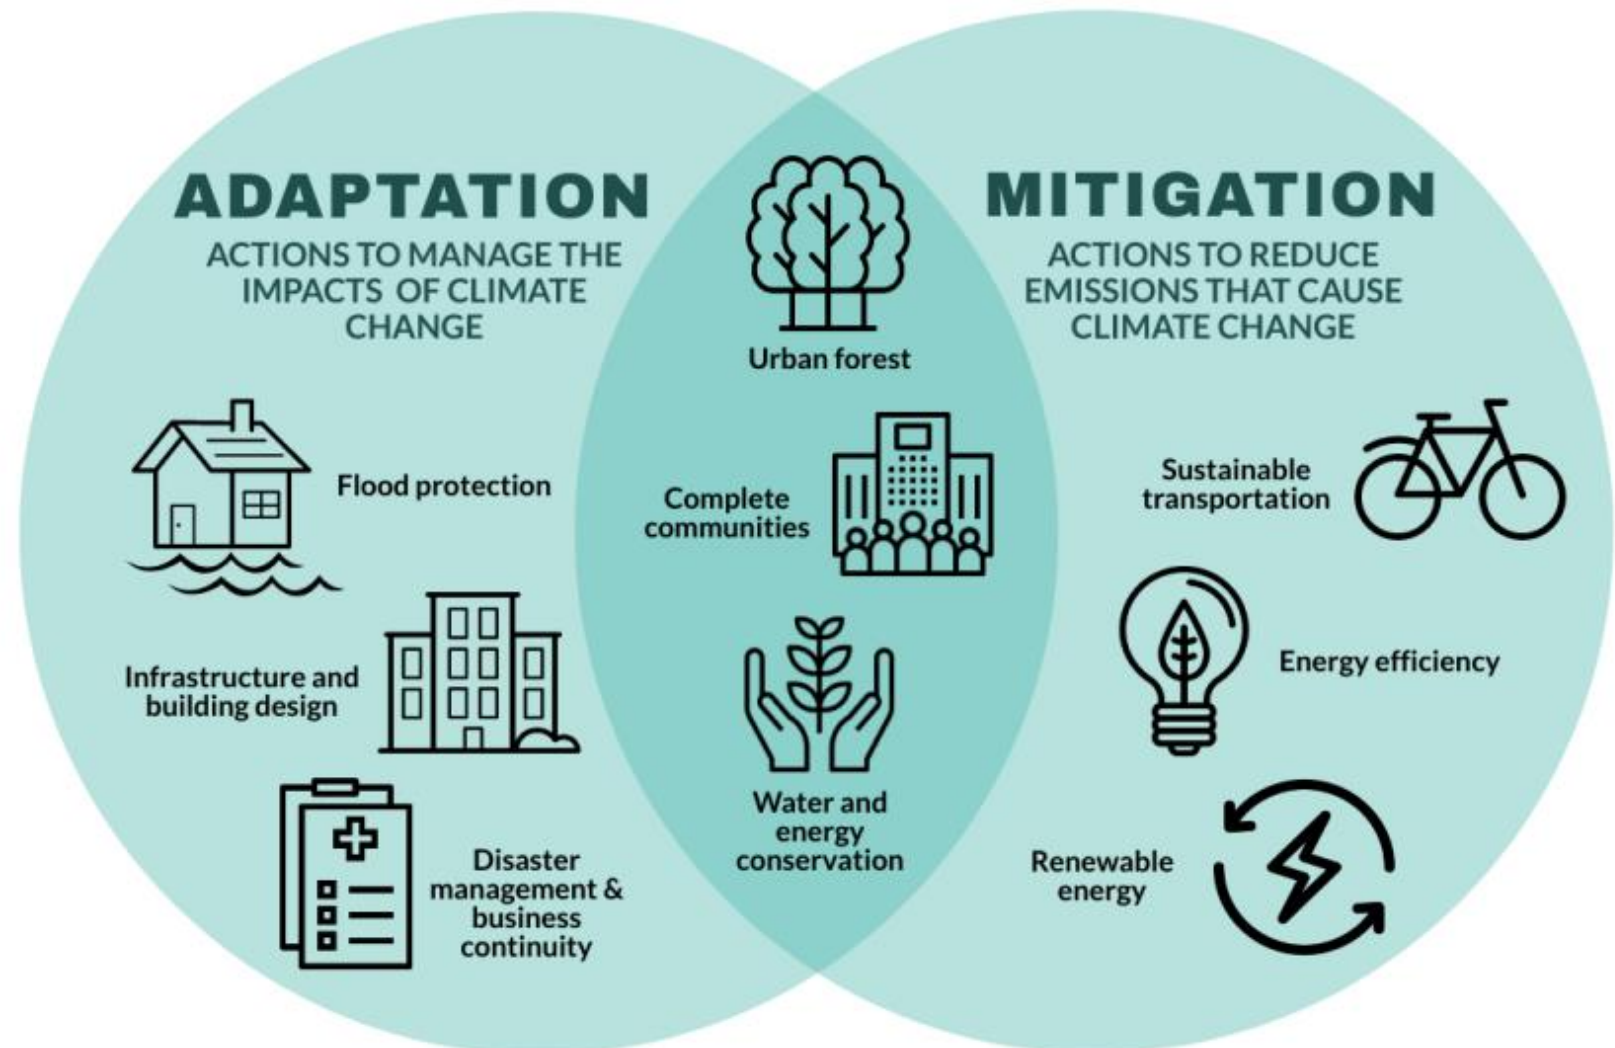 ADAPTATION
ACTIONS TO MANAGE THE
IMPACTS OF CLIMATE
CHANGE
Flood protection
Infrastructure and
building design
Disaster
management &
business
continuity
Urban forest
Complete
communities
Water and
energy
conservation
MITIGATION
ACTIONS TO REDUCE
EMISSIONS THAT CAUSE
CLIMATE CHANGE
Sustainable
transportation
Energy efficiency
Renewable
energy